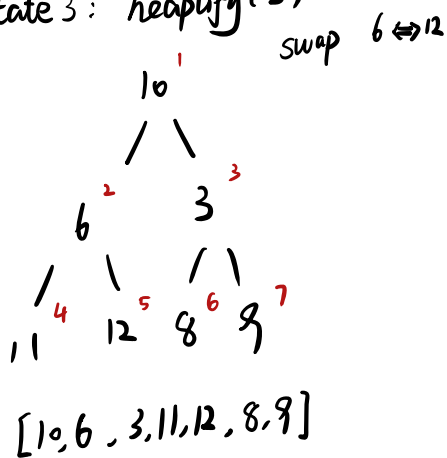 tate 3: heapify(
swap 6 ⇔ 12
1
10
2 3
6 3
4 5 6 7
11 12 8 9
[10, 6, 3, 11, 12, 8, 9]